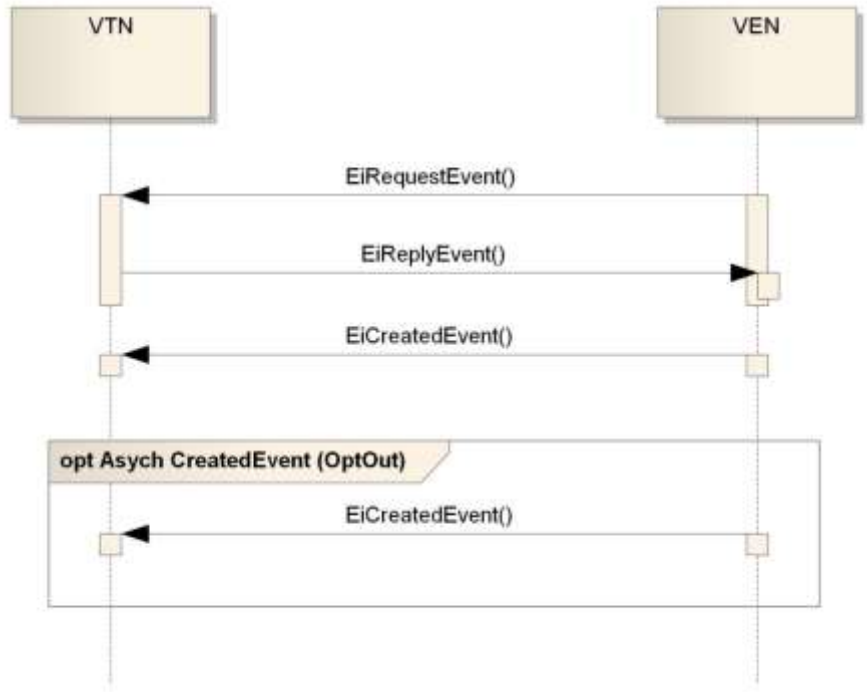 VTN
VEN
EiRequestEvent()
EiReplyEvent()
EiCreatedEvent()
opt Asych CreatedEvent (OptOut)
EiCreatedEvent()